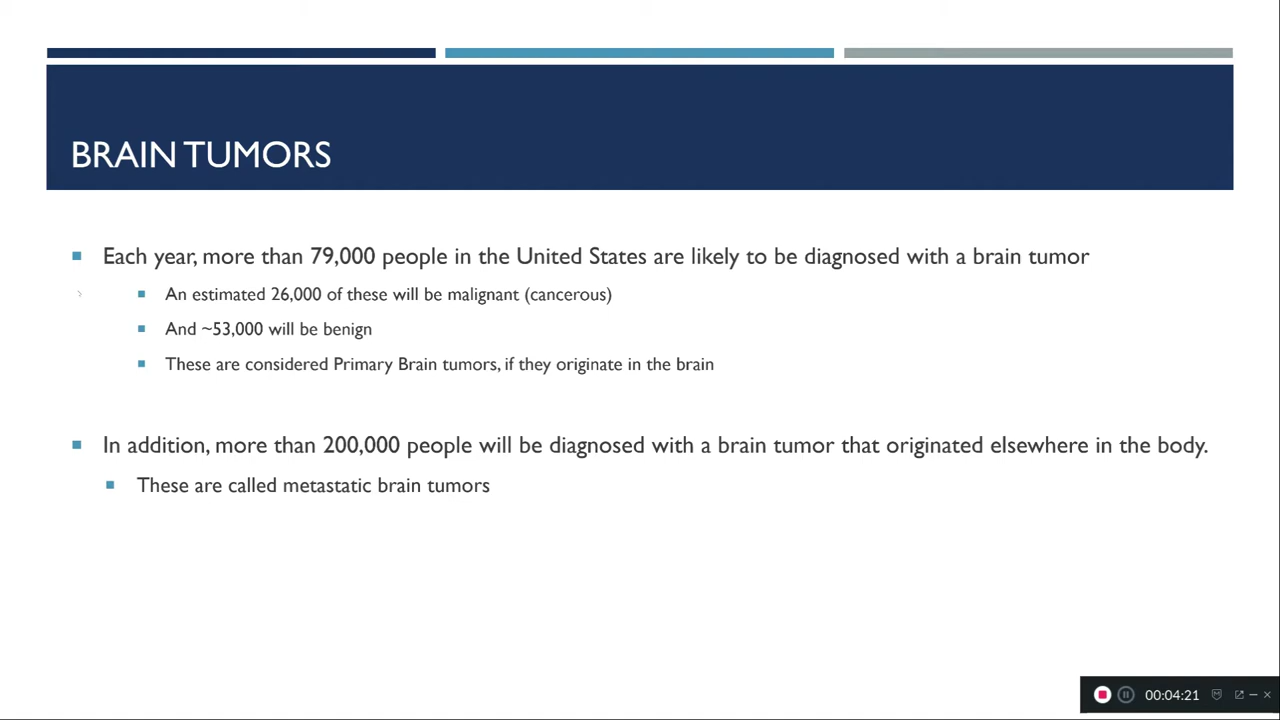 BRAIN TUMORS
Each year, more than 79,000 people in the United States are likely to be diagnosed with a brain tumor
An estimated 26,000 of these will be malignant (cancerous)
And ~53,000 will be benign
These are considered Primary Brain tumors, if they originate in the brain
In addition, more than 200,000 people will be diagnosed with a brain tumor that originated elsewhere in the body.
These are called metastatic brain tumors
00:04:21